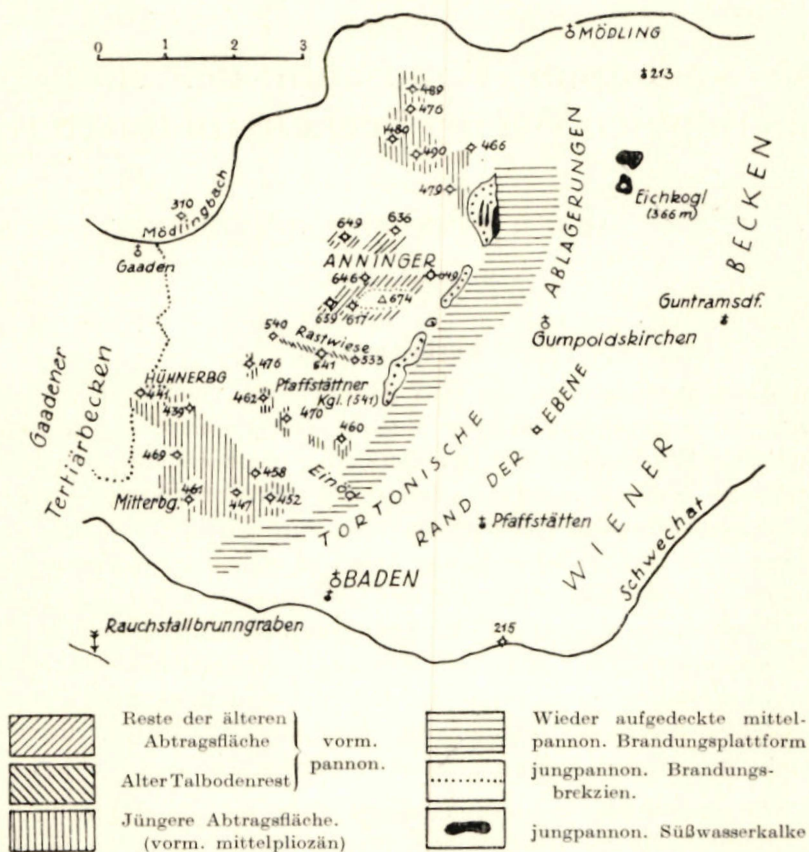 0 1 2 3
MÖDLING
213
489
476
480
490
466
479
Eichkogl
(366 m)
310
Mödlingbach
Gaaden
649
636
ANNINGER
646
649
674
659
617
540
Rastwiese
541
533
476
HÜHNERBG
441
439
462
Pfaffstättner
Kgl. (541)
470
460
469
458
461
447
452
Mitterbg.
Einöd
Gaadener
Tertiärbecken
TORTONISCHE ABLAGERUNGEN
RAND DER EBENE
WIENER BECKEN
Guntramsdf.
Gumpoldskirchen
Pfaffstätten
BADEN
Schwechat
215
Rauchstallbrunngraben
Reste der älteren
Abtragsfläche
Alter Talbodenrest
vorm.
pannon.
Jüngere Abtragsfläche.
(vorm. mittelpliozän)
Wieder aufgedeckte mittel-
pannon. Brandungsplattform
jungpannon. Brandungs-
brekzien.
jungpannon. Süßwasserkalke